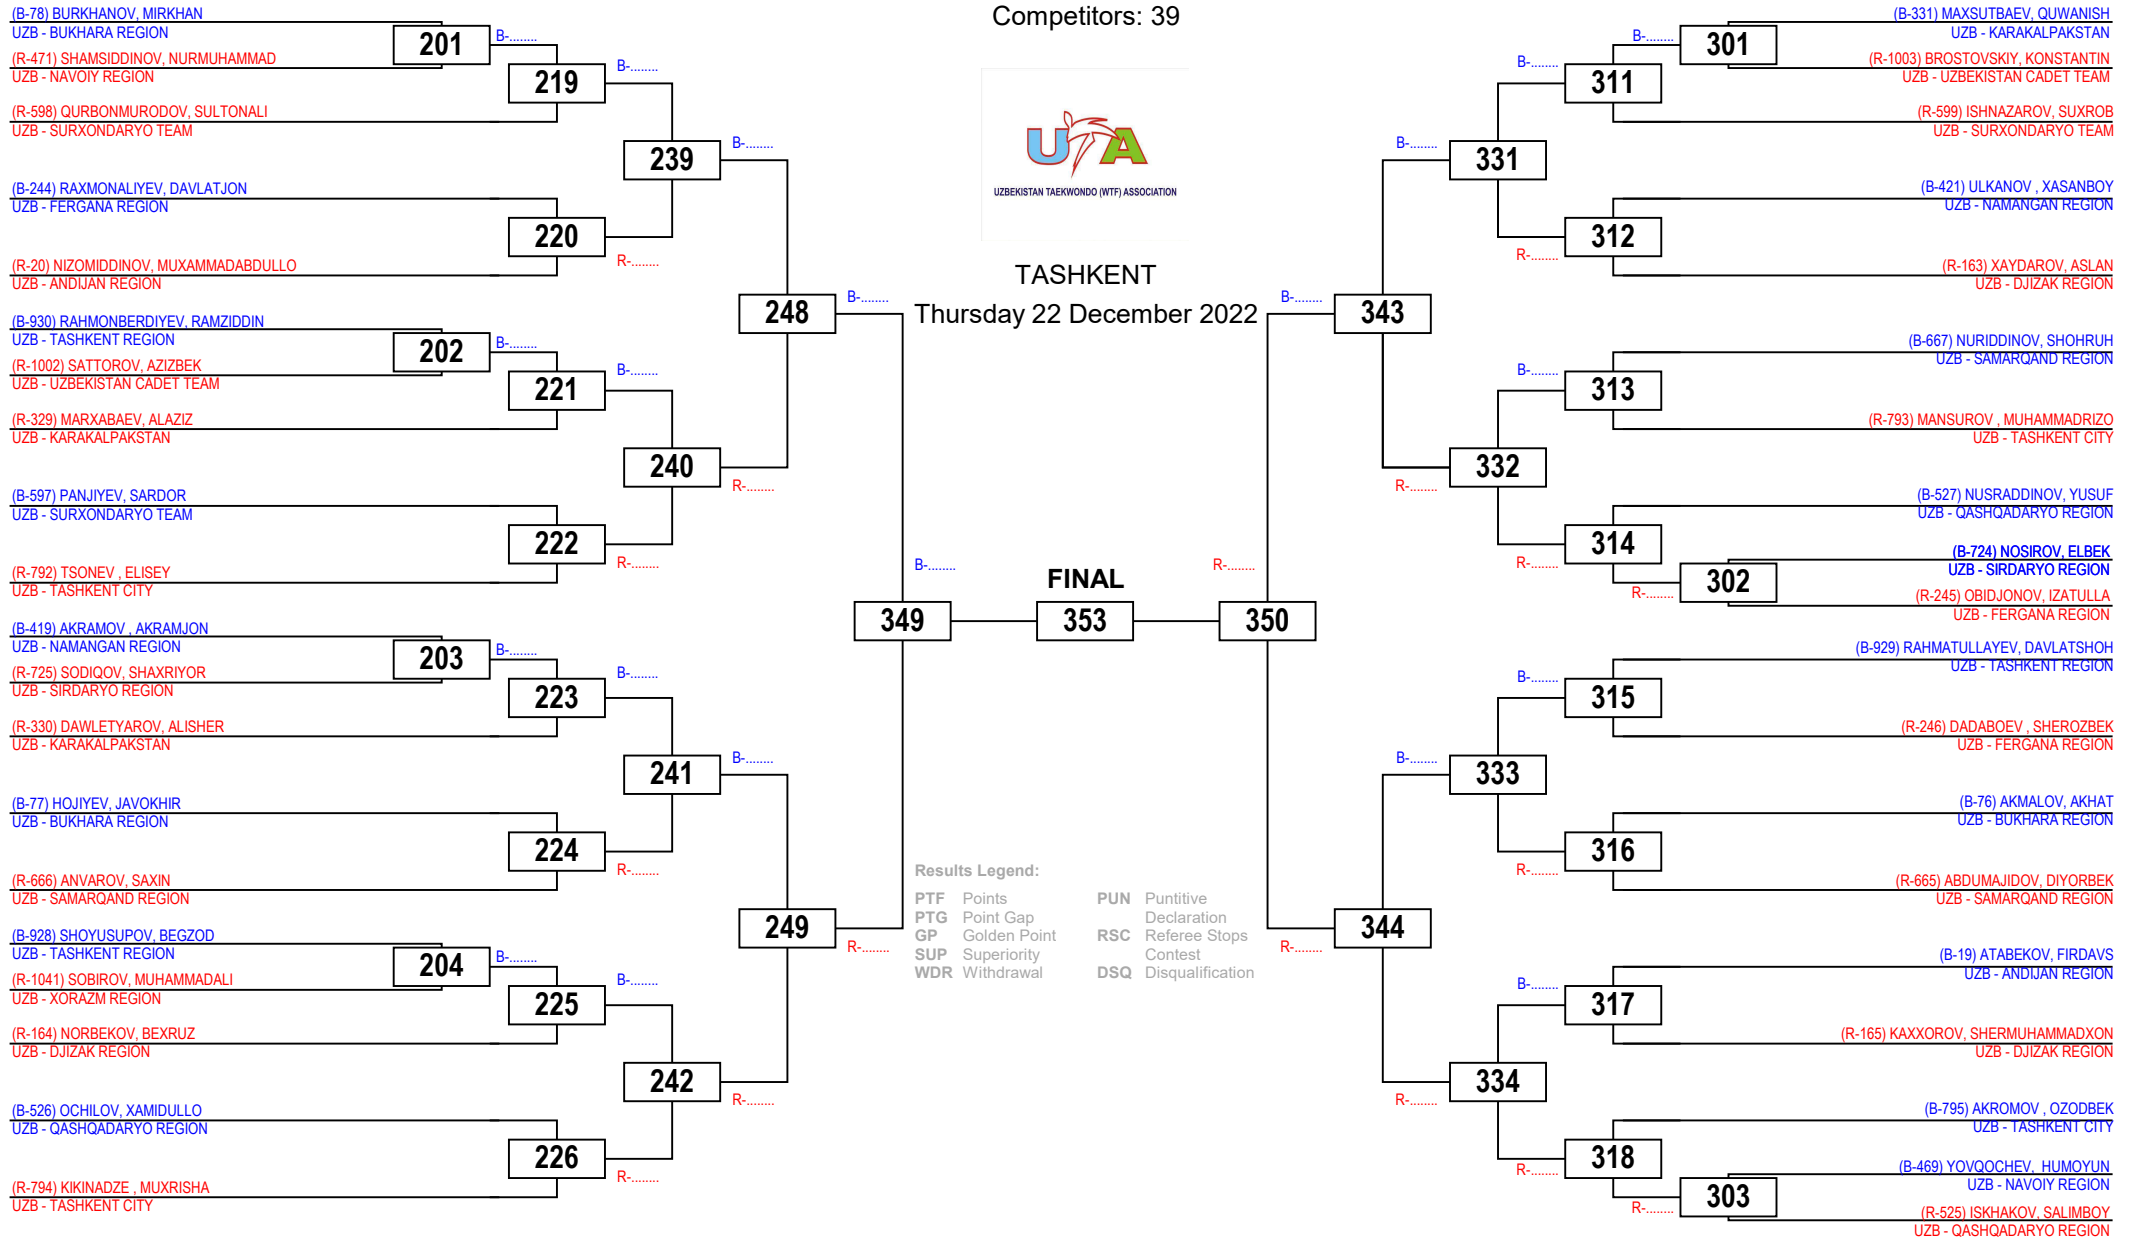 Competitors: 39
UTA
UZBEKISTAN TAEKWONDO (WTF) ASSOCIATION
TASHKENT
Thursday 22 December 2022
(B-78) BURKHANOV, MIRKHAN
UZB - BUKHARA REGION
201
B-........
(R-471) SHAMSIDDINOV, NURMUHAMMAD
UZB - NAVOIY REGION
219
B-........
(R-598) QURBONMURODOV, SULTONALI
UZB - SURXONDARYO TEAM
239
B-........
(B-244) RAXMONALIYEV, DAVLATJON
UZB - FERGANA REGION
220
R-........
(R-20) NIZOMIDDINOV, MUXAMMADABDULLO
UZB - ANDIJAN REGION
248
B-........
(B-930) RAHMONBERDIYEV, RAMZIDDIN
UZB - TASHKENT REGION
202
B-........
(R-1002) SATTOROV, AZIZBEK
UZB - UZBEKISTAN CADET TEAM
221
B-........
(R-329) MARXABAEV, ALAZIZ
UZB - KARAKALPAKSTAN
240
R-........
(B-597) PANJIYEV, SARDOR
UZB - SURXONDARYO TEAM
222
R-........
(R-792) TSONEV , ELISEY
UZB - TASHKENT CITY
B-........
349
FINAL
353
R-........
350
(B-419) AKRAMOV , AKRAMJON
UZB - NAMANGAN REGION
203
B-........
(R-725) SODIQOV, SHAXRIYOR
UZB - SIRDARYO REGION
223
B-........
(R-330) DAWLETYAROV, ALISHER
UZB - KARAKALPAKSTAN
241
B-........
(B-77) HOJIYEV, JAVOKHIR
UZB - BUKHARA REGION
224
R-........
(R-666) ANVAROV, SAXIN
UZB - SAMARQAND REGION
249
R-........
(B-928) SHOYUSUPOV, BEGZOD
UZB - TASHKENT REGION
204
B-........
(R-1041) SOBIROV, MUHAMMADALI
UZB - XORAZM REGION
225
B-........
(R-164) NORBEKOV, BEXRUZ
UZB - DJIZAK REGION
242
R-........
(B-526) OCHILOV, XAMIDULLO
UZB - QASHQADARYO REGION
226
R-........
(R-794) KIKINADZE , MUXRISHA
UZB - TASHKENT CITY
Results Legend:
PTF Points
PTG Point Gap
GP Golden Point
SUP Superiority
WDR Withdrawal
PUN Puntitive
Declaration
RSC Referee Stops
Contest
DSQ Disqualification
(B-331) MAXSUTBAEV, QUWANISH
UZB - KARAKALPAKSTAN
B-........
301
(R-1003) BROSTOVSKIY, KONSTANTIN
UZB - UZBEKISTAN CADET TEAM
B-........
311
(R-599) ISHNAZAROV, SUXROB
UZB - SURXONDARYO TEAM
B-........
331
(B-421) ULKANOV , XASANBOY
UZB - NAMANGAN REGION
R-........
312
(R-163) XAYDAROV, ASLAN
UZB - DJIZAK REGION
B-........
343
(B-667) NURIDDINOV, SHOHRUH
UZB - SAMARQAND REGION
B-........
313
(R-793) MANSUROV , MUHAMMADRIZO
UZB - TASHKENT CITY
R-........
332
(B-527) NUSRADDINOV, YUSUF
UZB - QASHQADARYO REGION
R-........
314
(B-724) NOSIROV, ELBEK
UZB - SIRDARYO REGION
R-........
302
(R-245) OBIDJONOV, IZATULLA
UZB - FERGANA REGION
(B-929) RAHMATULLAYEV, DAVLATSHOH
UZB - TASHKENT REGION
B-........
315
(R-246) DADABOEV , SHEROZBEK
UZB - FERGANA REGION
B-........
333
(B-76) AKMALOV, AKHAT
UZB - BUKHARA REGION
R-........
316
(R-665) ABDUMAJIDOV, DIYORBEK
UZB - SAMARQAND REGION
R-........
344
(B-19) ATABEKOV, FIRDAVS
UZB - ANDIJAN REGION
B-........
317
(R-165) KAXXOROV, SHERMUHAMMADXON
UZB - DJIZAK REGION
R-........
334
(B-795) AKROMOV , OZODBEK
UZB - TASHKENT CITY
R-........
318
(B-469) YOVQOCHEV, HUMOYUN
UZB - NAVOIY REGION
R-........
303
(R-525) ISKHAKOV, SALIMBOY
UZB - QASHQADARYO REGION